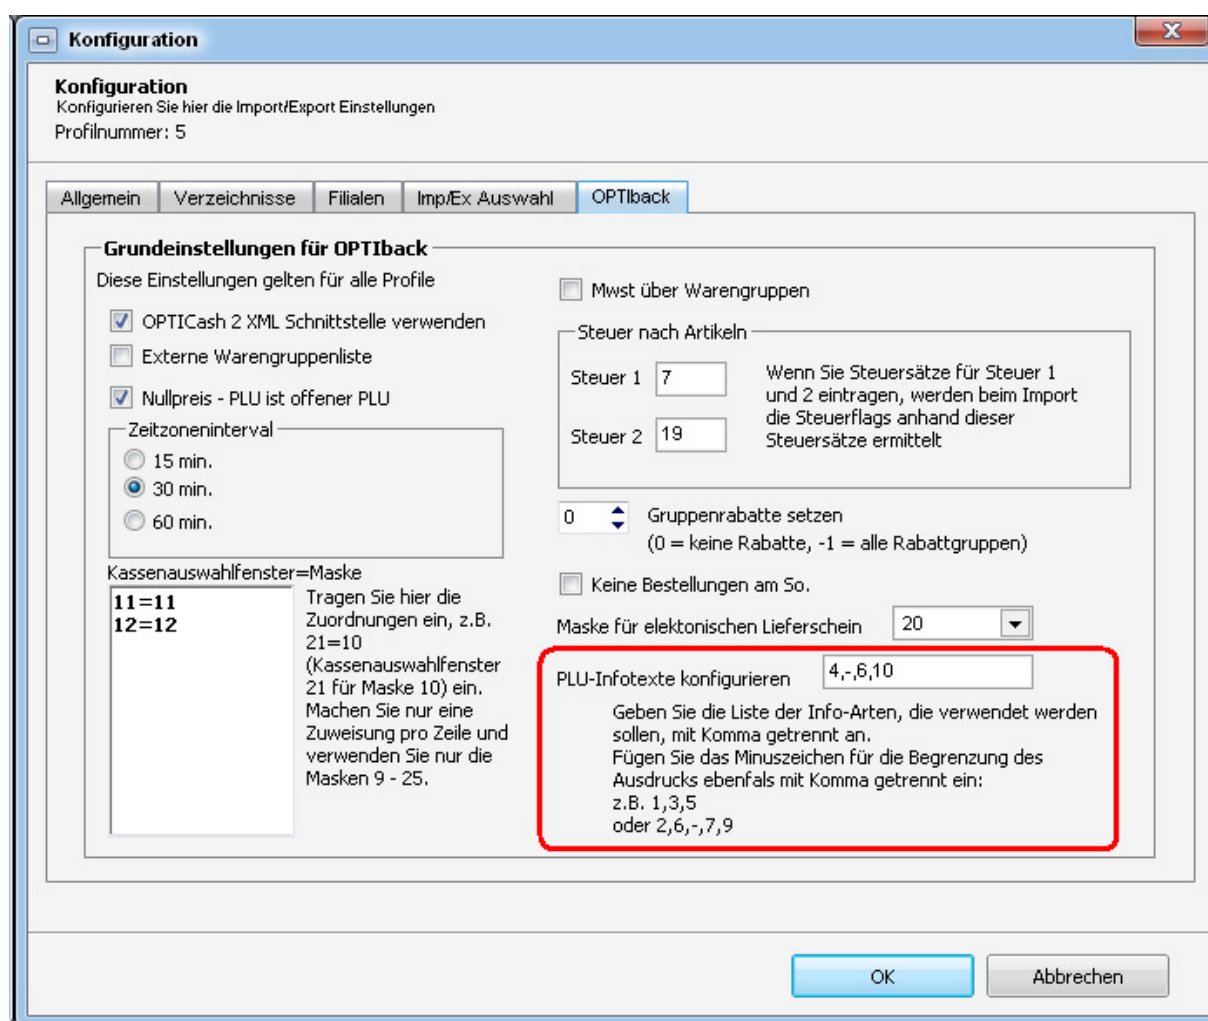 Konfiguration
Konfiguration
Konfigurieren Sie hier die Import/Export Einstellungen
Profilnummer: 5
Allgemein Verzeichnisse Filialen Imp/Ex Auswahl OPTIback
Grundeinstellungen für OPTIback
Diese Einstellungen gelten für alle Profile
OPTICash 2 XML Schnittstelle verwenden
Externe Warengruppenliste
Nullpreis - PLU ist offener PLU
Zeitzoneninterval
15 min.
30 min.
60 min.
Kassenauswahlfenster=Maske
11=11
12=12
Tragen Sie hier die
Zuordnungen ein, z.B.
21=10
(Kassenauswahlfenster
21 für Maske 10) ein.
Machen Sie nur eine
Zuweisung pro Zeile und
verwenden Sie nur die
Masken 9 - 25.
Mwst über Warengruppen
Steuer nach Artikeln
Steuer 1 7
Steuer 2 19
Wenn Sie Steuersätze für Steuer 1
und 2 eintragen, werden beim Import
die Steuerflags anhand dieser
Steuersätze ermittelt
0 Gruppenrabatte setzen
(0 = keine Rabatte, -1 = alle Rabattgruppen)
Keine Bestellungen am So.
Maske für elektonischen Lieferschein 20
PLU-Infotexte konfigurieren 4,-,6,10
Geben Sie die Liste der Info-Arten, die verwendet werden
sollen, mit Komma getrennt an.
Fügen Sie das Minuszeichen für die Begrenzung des
Ausdrucks ebenfals mit Komma getrennt ein:
z.B. 1,3,5
oder 2,6,-,7,9
OK Abbrechen